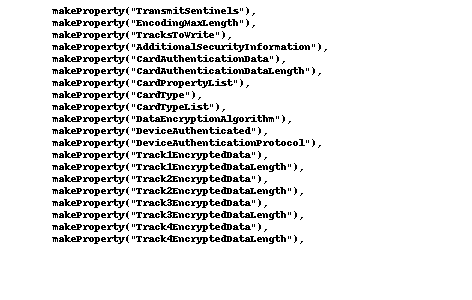 makeProperty("TransmitSentinels"),
makeProperty("EncodingMaxLength"),
makeProperty("TracksToWrite"),
makeProperty("AdditionalSecurityInformation"),
makeProperty("CardAuthenticationData"),
makeProperty("CardAuthenticationDataLength"),
makeProperty("CardPropertyList"),
makeProperty("CardType"),
makeProperty("CardTypeList"),
makeProperty("DataEncryptionAlgorithm"),
makeProperty("DeviceAuthenticated"),
makeProperty("DeviceAuthenticationProtocol"),
makeProperty("Track1EncryptedData"),
makeProperty("Track1EncryptedDataLength"),
makeProperty("Track2EncryptedData"),
makeProperty("Track2EncryptedDataLength"),
makeProperty("Track3EncryptedData"),
makeProperty("Track3EncryptedDataLength"),
makeProperty("Track4EncryptedData"),
makeProperty("Track4EncryptedDataLength"),